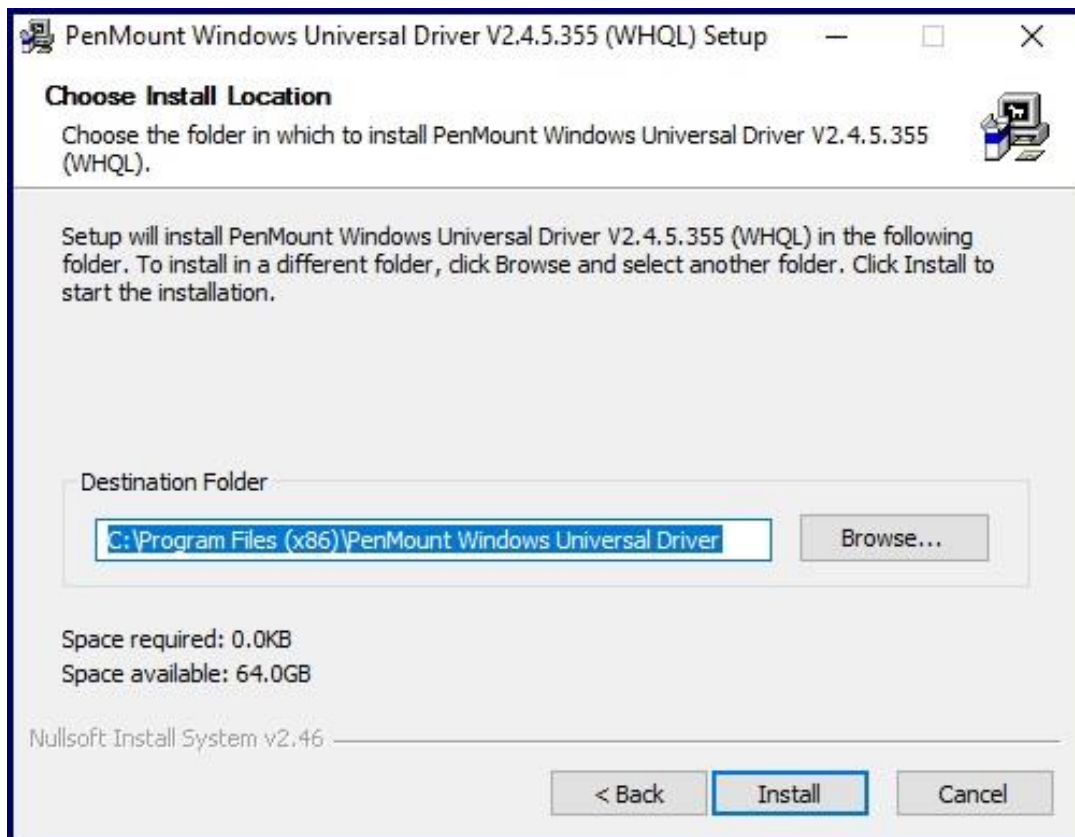 PenMount Windows Universal Driver V2.4.5.355 (WHQL) Setup
Choose Install Location
Choose the folder in which to install PenMount Windows Universal Driver V2.4.5.355
(WHQL).
Setup will install PenMount Windows Universal Driver V2.4.5.355 (WHQL) in the following
folder. To install in a different folder, click Browse and select another folder. Click Install to
start the installation.
Destination Folder
C:\Program Files (x86)\PenMount Windows Universal Driver
Browse...
Space required: 0.0KB
Space available: 64.0GB
Nullsoft Install System v2.46
< Back
Install
Cancel